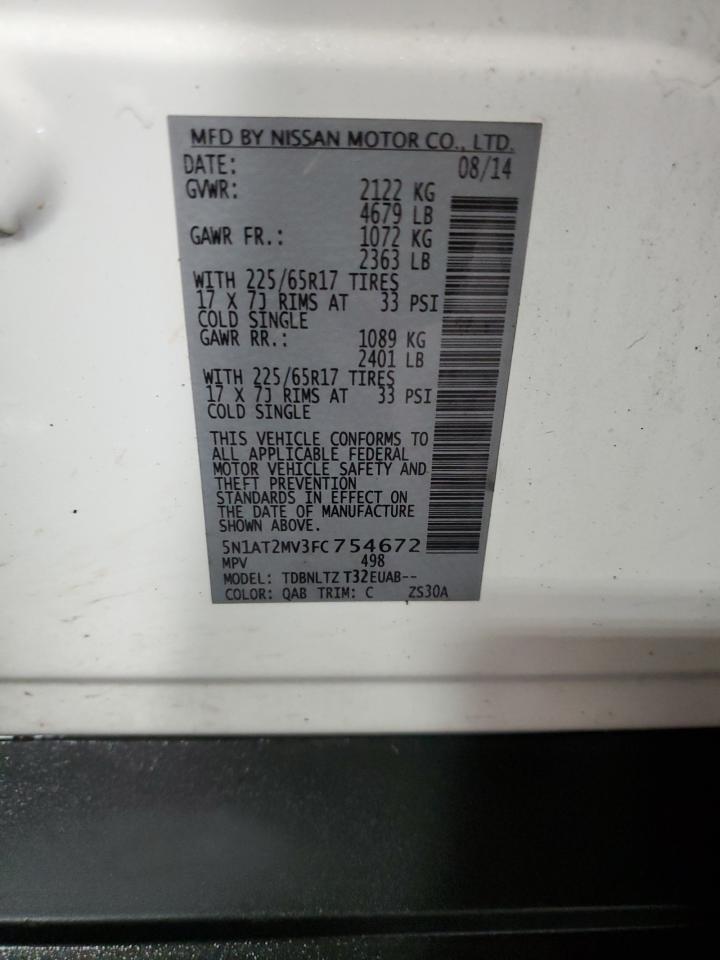 MFD BY NISSAN MOTOR CO., LTD.
DATE: 08/14
GVWR: 2122 KG
4679 LB
GAWR FR.: 1072 KG
2363 LB
WITH 225/65R17 TIRES
17 X 7J RIMS AT 33 PSI
COLD SINGLE
GAWR RR.: 1089 KG
2401 LB
WITH 225/65R17 TIRES
17 X 7J RIMS AT 33 PSI
COLD SINGLE
THIS VEHICLE CONFORMS TO
ALL APPLICABLE FEDERAL
MOTOR VEHICLE SAFETY AND
THEFT PREVENTION
STANDARDS IN EFFECT ON
THE DATE OF MANUFACTURE
SHOWN ABOVE.
5N1AT2MV3FC754672
MPV 498
MODEL: TDBNLTZ T32EUAB--
COLOR: QAB TRIM: C ZS30A